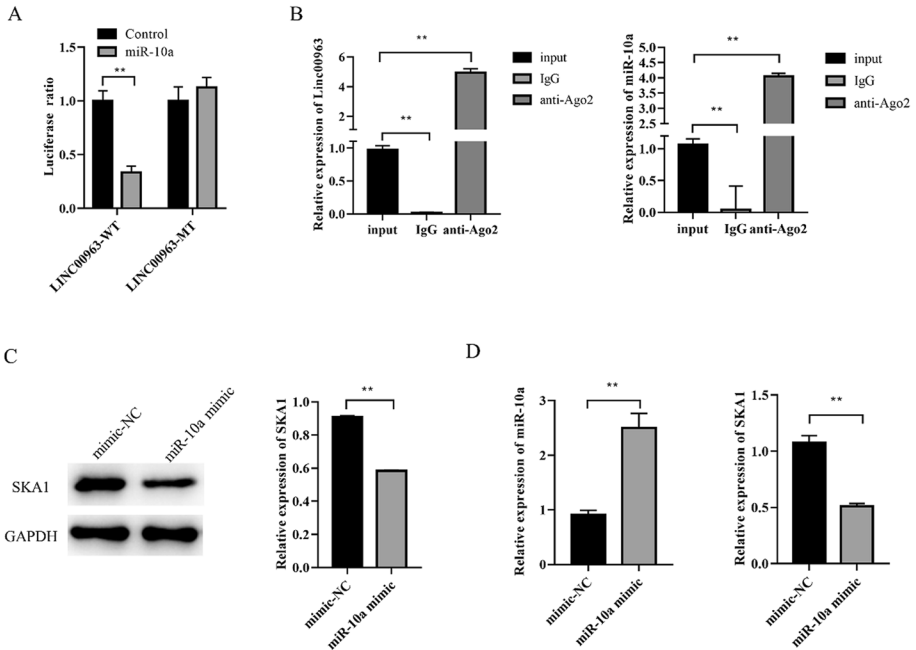 A
Control
miR-10a
Luciferase ratio
1.5
1.0
0.5
0.0
**
LINC00963-WT
LINC00963-MT
B
Relative expression of Linc00963
6
4
2
1.0
0.5
0.0
**
**
input
IgG
anti-Ago2
input
IgG
anti-Ago2
Relative expression of miR-10a
5.0
4.5
4.0
3.5
3.0
2.5
2.0
1.5
1.0
0.5
0.0
**
**
input
IgG
anti-Ago2
input
IgG
anti-Ago2
C
mimic-NC
miR-10a mimic
SKA1
GAPDH
Relative expression of SKA1
1.0
0.8
0.6
0.4
0.2
0.0
**
mimic-NC
miR-10a mimic
D
Relative expression of miR-10a
3
2
1
0
**
mimic-NC
miR-10a mimic
Relative expression of SKA1
1.5
1.0
0.5
0.0
**
mimic-NC
miR-10a mimic